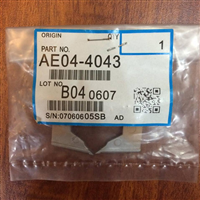 ORIGIN QTY
PART NO. 1
AE04-4043
LOT NO
B04 0607
S/N:07060605SB AD